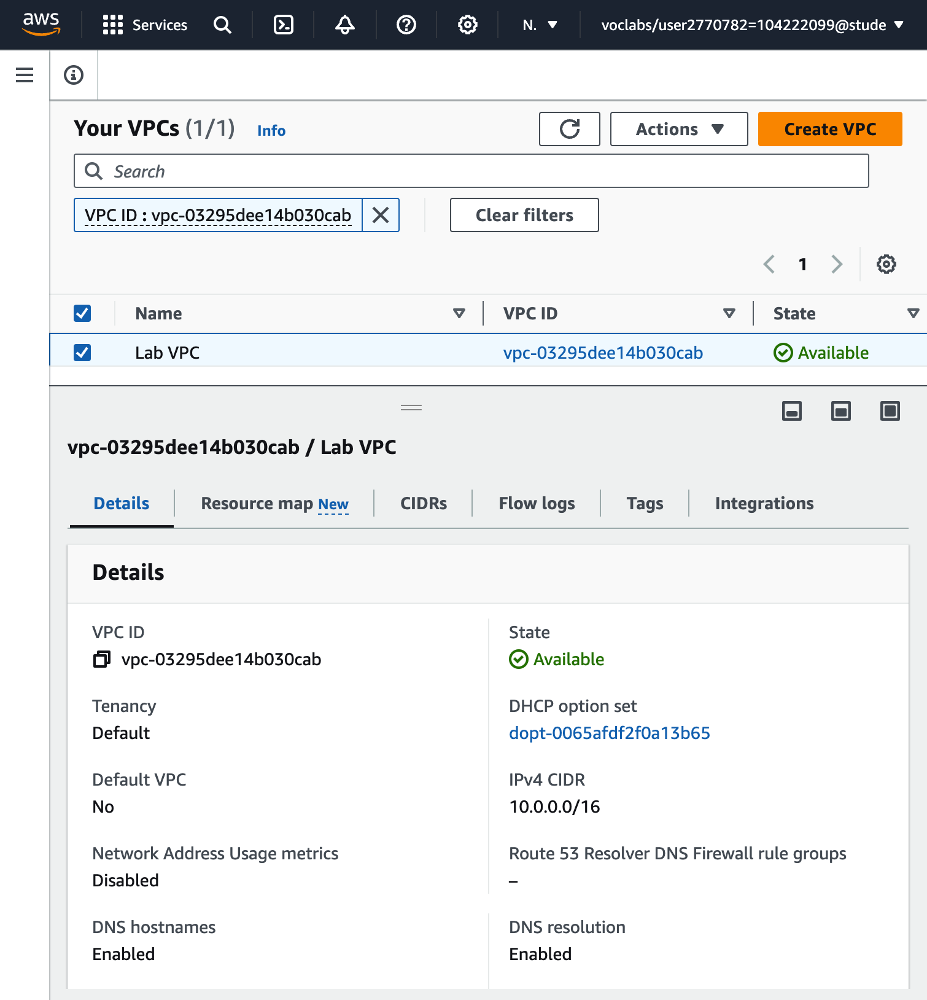 aws Services N. voclabs/user2770782=104222099@stude
Your VPCs (1/1) Info Actions Create VPC
Search
VPC ID : vpc-03295dee14b030cab Clear filters
1
Name VPC ID State
Lab VPC vpc-03295dee14b030cab Available
vpc-03295dee14b030cab / Lab VPC
Details Resource map New CIDRs Flow logs Tags Integrations
Details
VPC ID State
vpc-03295dee14b030cab Available
Tenancy DHCP option set
Default dopt-0065afdf2f0a13b65
Default VPC IPv4 CIDR
No 10.0.0.0/16
Network Address Usage metrics Route 53 Resolver DNS Firewall rule groups
Disabled –
DNS hostnames DNS resolution
Enabled Enabled